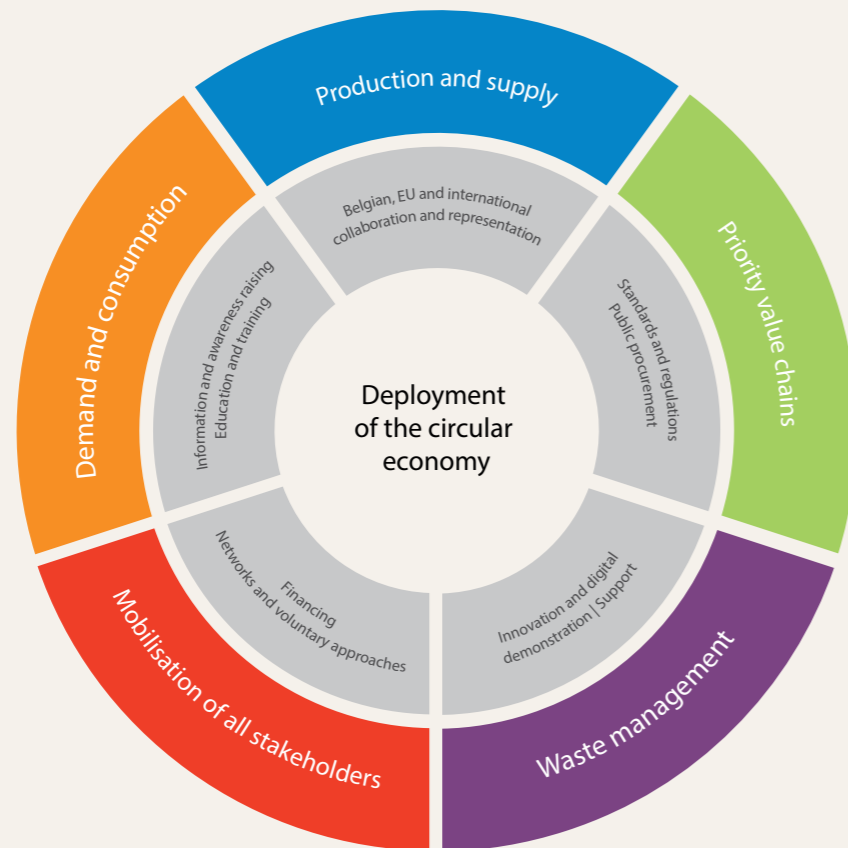 Production and supply
Priority value chains
Waste management
Mobilisation of all stakeholders
Demand and consumption
Belgian, EU and international
collaboration and representation
Standards and regulations
Public procurement
Innovation and digital
demonstration | Support
Financing
Networks and voluntary approaches
Information and awareness raising
Education and training
Deployment
of the circular
economy